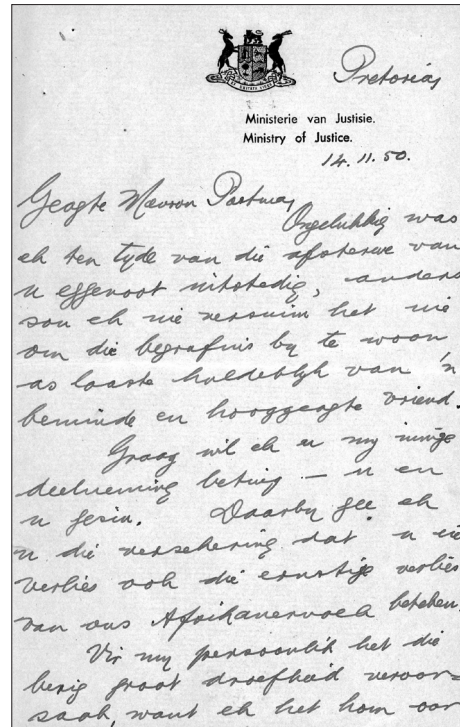 Pretoria,
Ministerie van Justisie.
Ministry of Justice.
14.11.50.
Geagte Mevrou Postma,
Ongelukkig was
ek ten tyde van die afsterwe van
u eggenoot uitstedig, anders
sou ek nie versuim het nie
om die begrafnis by te woon
as laaste huldeblyk van 'n
beminde en hooggeagte vriend.
Graag wil ek u my innige
deelneming betuig – u en
u gesin. Daarby gee ek
u die versekering dat u eie
verlies ook die ernstige verlies
van ons Afrikanervolk beteken.
Vir my persoonlik het die
berig groot droefheid veroor=
saak, want ek het hom oor